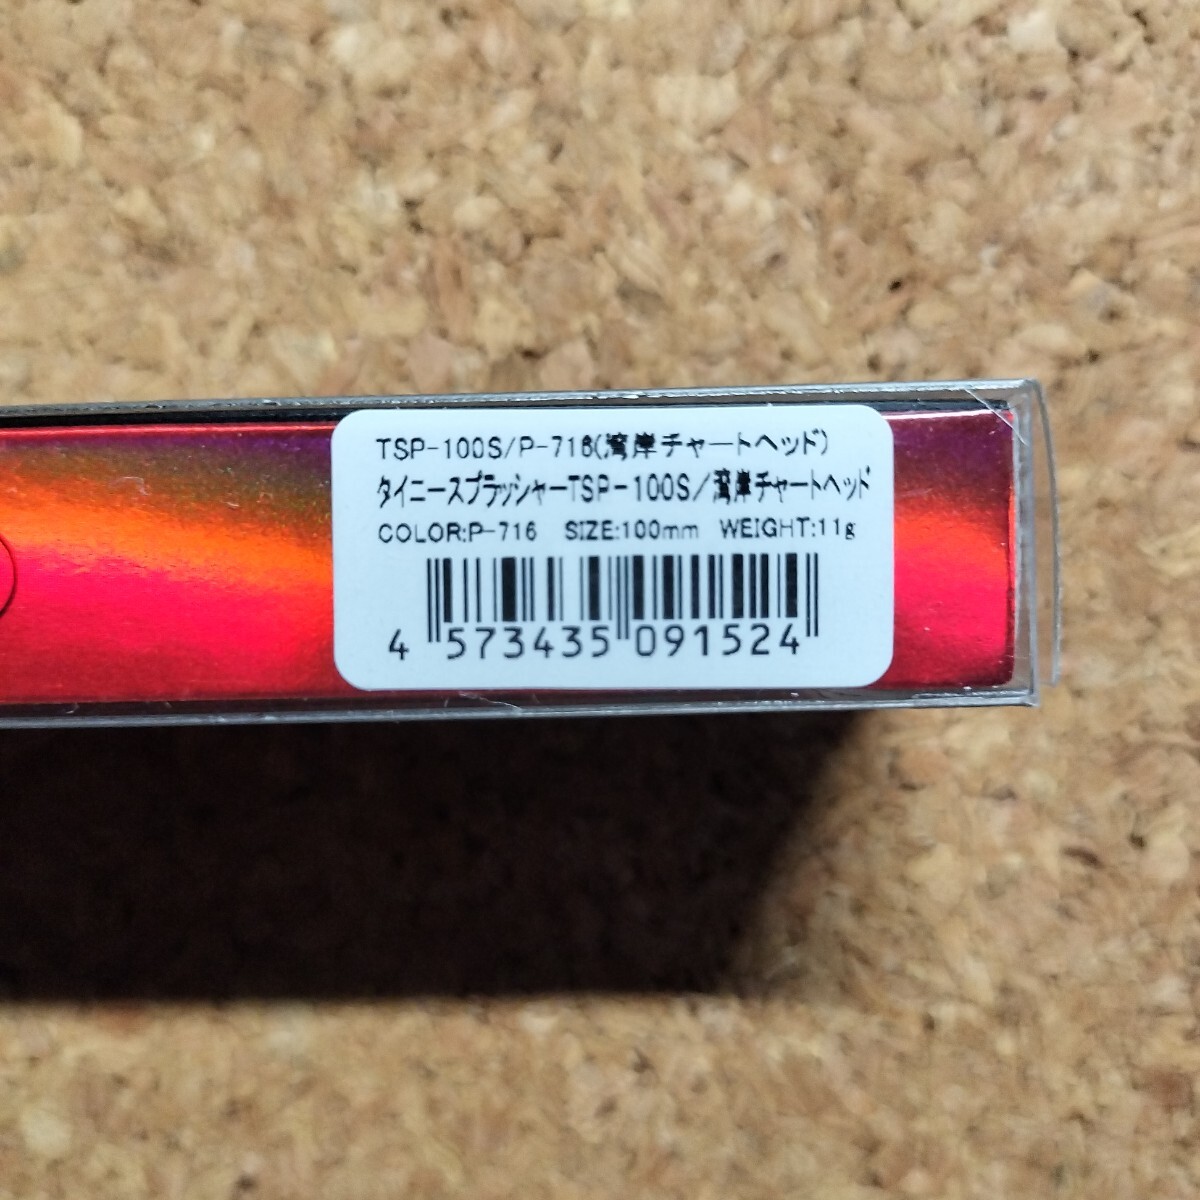 TSP-100S/P-716(湾岸チャートヘッド)
タイニースプラッシャーTSP-100S/湾岸チャートヘッド
COLOR:P-716 SIZE:100mm WEIGHT:11g
4 573435 091524